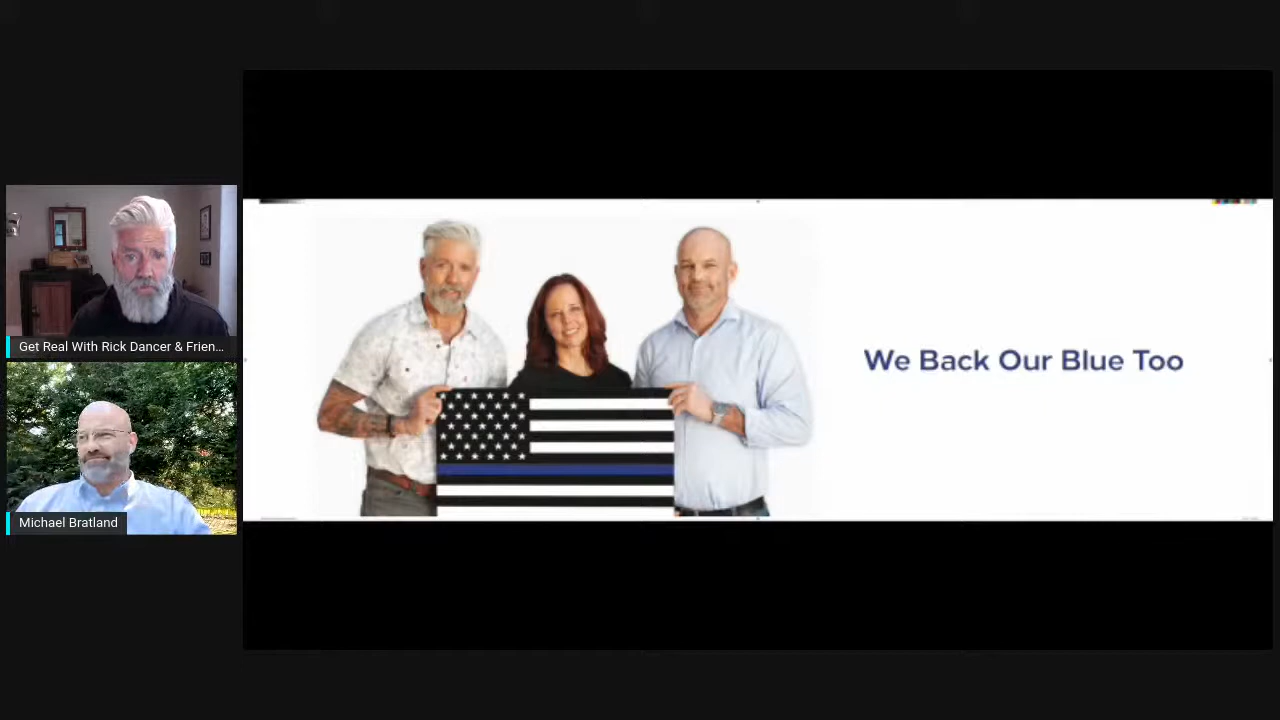 Get Real With Rick Dancer & Frien...
Michael Bratland
We Back Our Blue Too